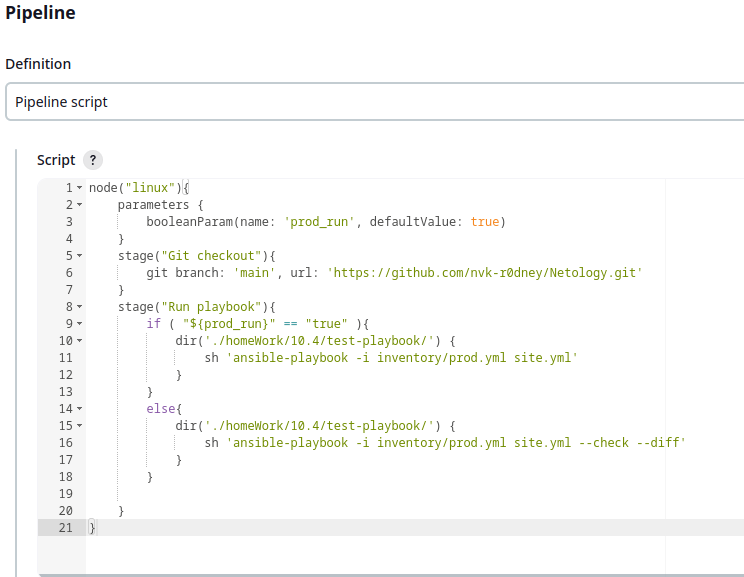 Pipeline
Definition
Pipeline script
Script ?
1 node("linux"){
2     parameters {
3         booleanParam(name: 'prod_run', defaultValue: true)
4     }
5     stage("Git checkout"){
6         git branch: 'main', url: 'https://github.com/nvk-r0dney/Netology.git'
7     }
8     stage("Run playbook"){
9         if ( "${prod_run}" == "true" ){
10             dir('./homeWork/10.4/test-playbook/') {
11                 sh 'ansible-playbook -i inventory/prod.yml site.yml'
12             }
13         }
14         else{
15             dir('./homeWork/10.4/test-playbook/') {
16                 sh 'ansible-playbook -i inventory/prod.yml site.yml --check --diff'
17             }
18         }
19
20     }
21 }